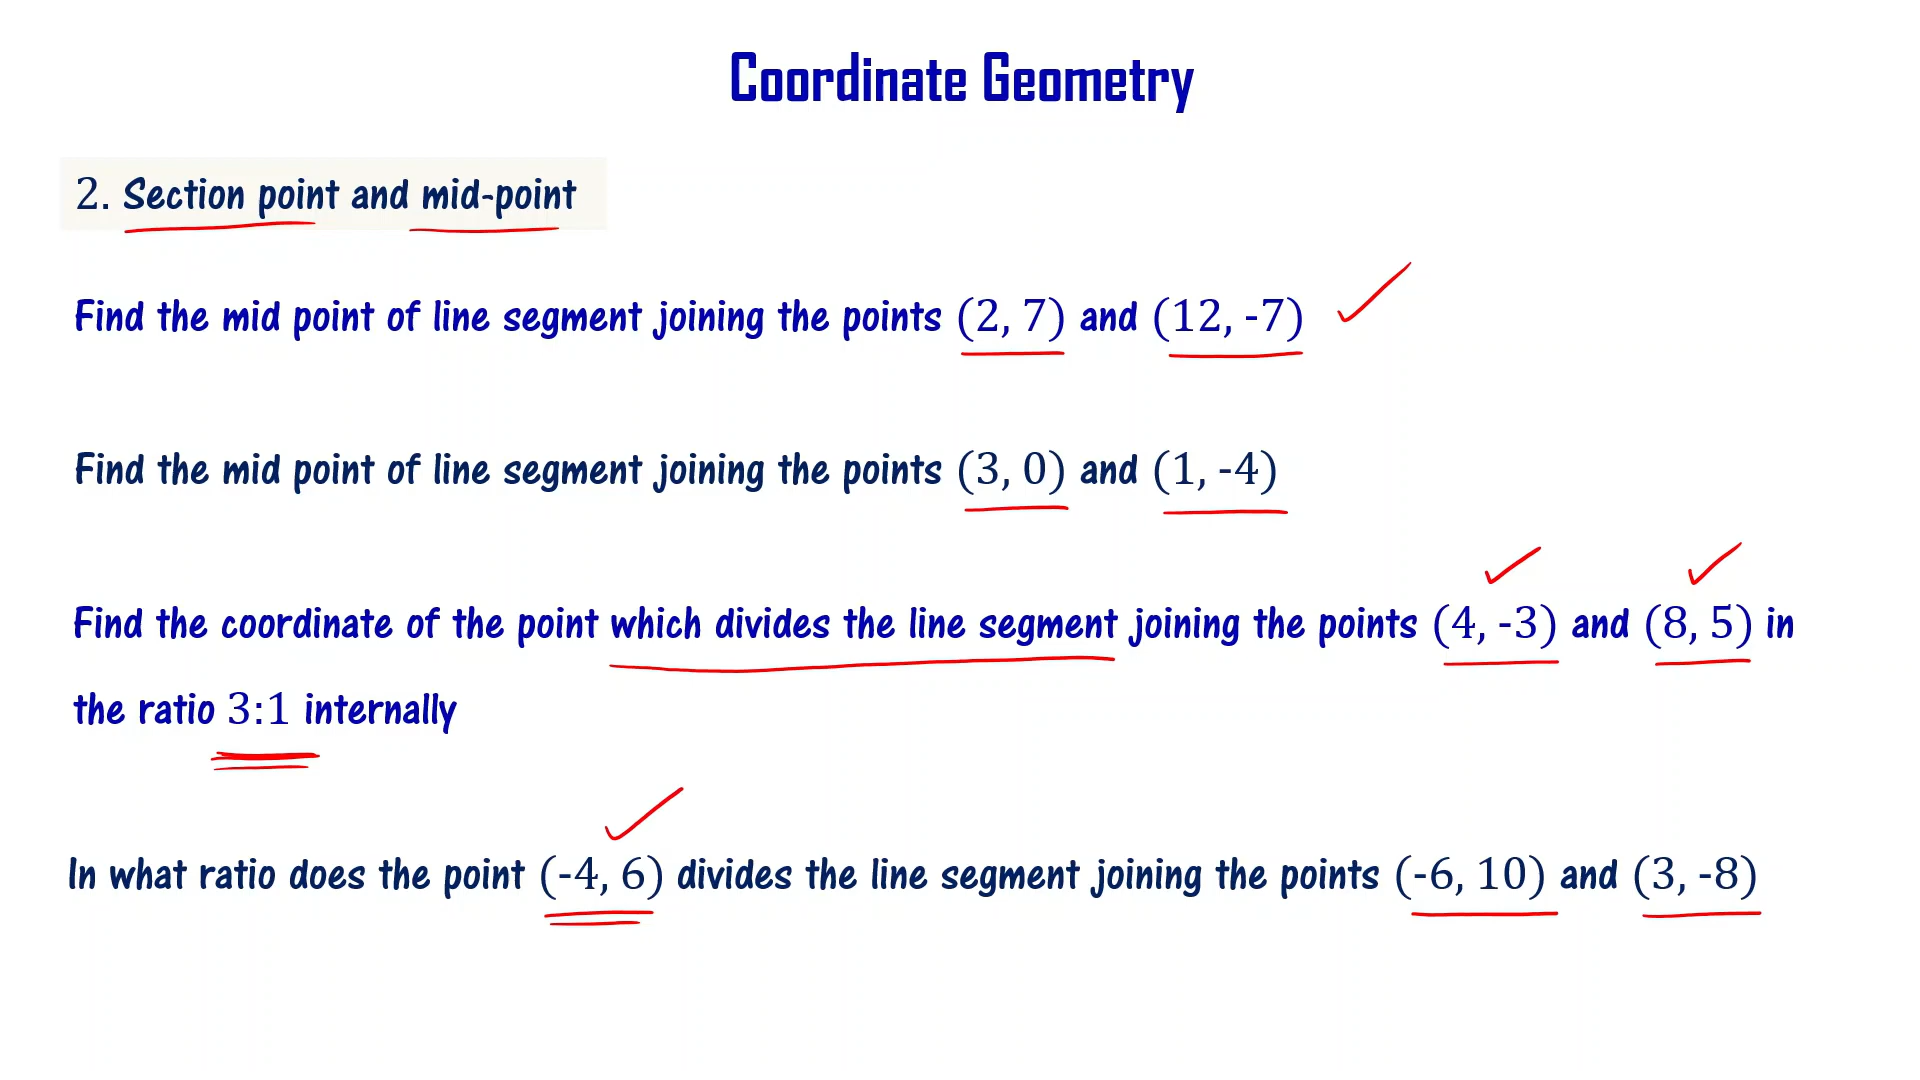 Coordinate Geometry
2. Section point and mid-point
Find the mid point of line segment joining the points (2, 7) and (12, -7)
Find the mid point of line segment joining the points (3, 0) and (1, -4)
Find the coordinate of the point which divides the line segment joining the points (4, -3) and (8, 5) in
the ratio 3:1 internally
In what ratio does the point (-4, 6) divides the line segment joining the points (-6, 10) and (3, -8)